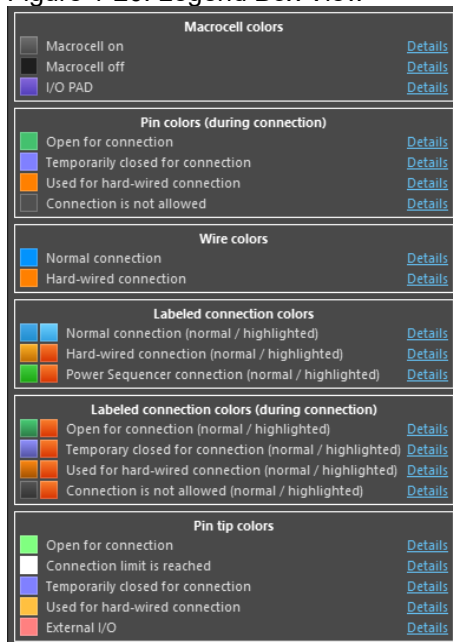 Macrocell colors
Macrocell on Details
Macrocell off Details
I/O PAD Details
Pin colors (during connection)
Open for connection Details
Temporarily closed for connection Details
Used for hard-wired connection Details
Connection is not allowed Details
Wire colors
Normal connection Details
Hard-wired connection Details
Labeled connection colors
Normal connection (normal / highlighted) Details
Hard-wired connection (normal / highlighted) Details
Power Sequencer connection (normal / highlighted) Details
Labeled connection colors (during connection)
Open for connection (normal / highlighted) Details
Temporary closed for connection (normal / highlighted) Details
Used for hard-wired connection (normal / highlighted) Details
Connection is not allowed (normal / highlighted) Details
Pin tip colors
Open for connection Details
Connection limit is reached Details
Temporarily closed for connection Details
Used for hard-wired connection Details
External I/O Details